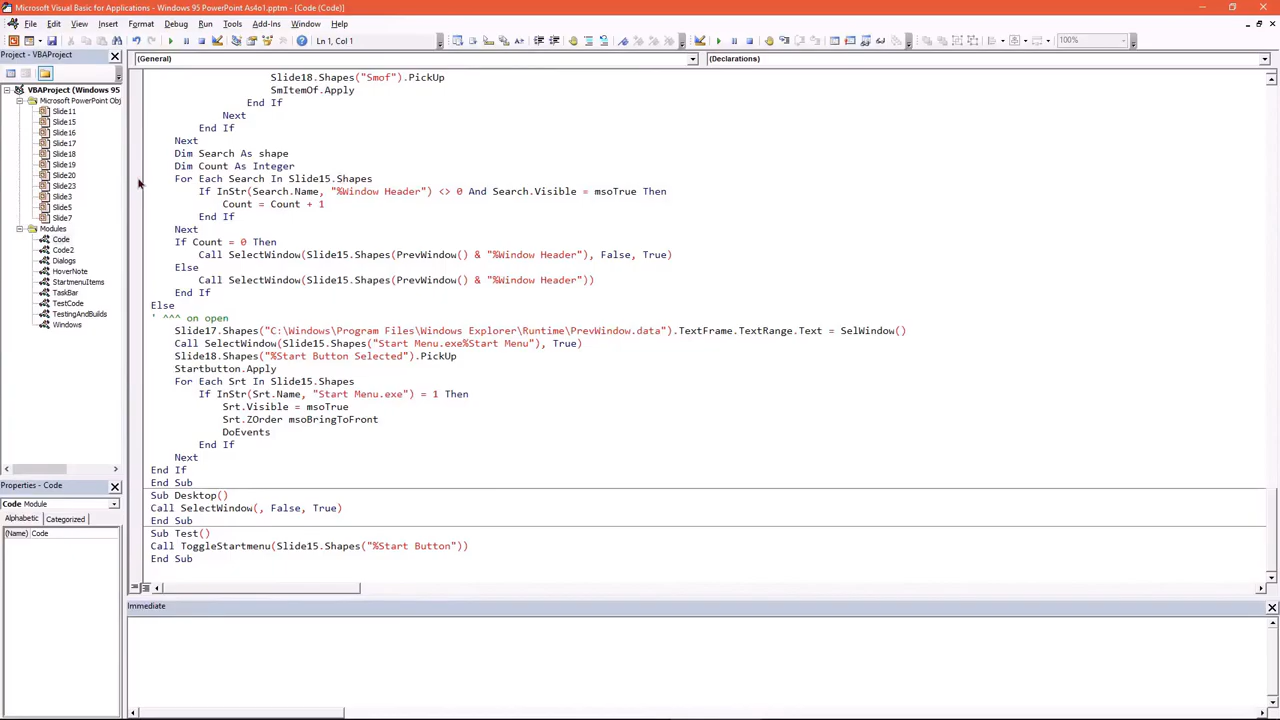 Microsoft Visual Basic for Applications - Windows 95 PowerPoint As4o1.pptm - [Code (Code)]
File Edit View Insert Format Debug Run Tools Add-Ins Window Help
Ln 1, Col 1
100%
Project - VBAProject
(General)
(Declarations)
VBAProject (Windows 95
Microsoft PowerPoint Obj
Slide11
Slide15
Slide16
Slide17
Slide18
Slide19
Slide20
Slide23
Slide3
Slide5
Slide7
Modules
Code
Code2
Dialogs
HoverNote
StartmenuItems
TaskBar
TestCode
TestingAndBuilds
Windows
Properties - Code
Code Module
Alphabetic Categorized
(Name) Code
Slide18.Shapes("Smof").PickUp
SmItemOf.Apply
End If
Next
End If
Next
Dim Search As shape
Dim Count As Integer
For Each Search In Slide15.Shapes
If InStr(Search.Name, "%Window Header") <> 0 And Search.Visible = msoTrue Then
Count = Count + 1
End If
Next
If Count = 0 Then
Call SelectWindow(Slide15.Shapes(PrevWindow() & "%Window Header"), False, True)
Else
Call SelectWindow(Slide15.Shapes(PrevWindow() & "%Window Header"))
End If
Else
' ^^^ on open
Slide17.Shapes("C:\Windows\Program Files\Windows Explorer\Runtime\PrevWindow.data").TextFrame.TextRange.Text = SelWindow()
Call SelectWindow(Slide15.Shapes("Start Menu.exe%Start Menu"), True)
Slide18.Shapes("%Start Button Selected").PickUp
Startbutton.Apply
For Each Srt In Slide15.Shapes
If InStr(Srt.Name, "Start Menu.exe") = 1 Then
Srt.Visible = msoTrue
Srt.ZOrder msoBringToFront
DoEvents
End If
Next
End If
End Sub
Sub Desktop()
Call SelectWindow(, False, True)
End Sub
Sub Test()
Call ToggleStartmenu(Slide15.Shapes("%Start Button"))
End Sub
Immediate